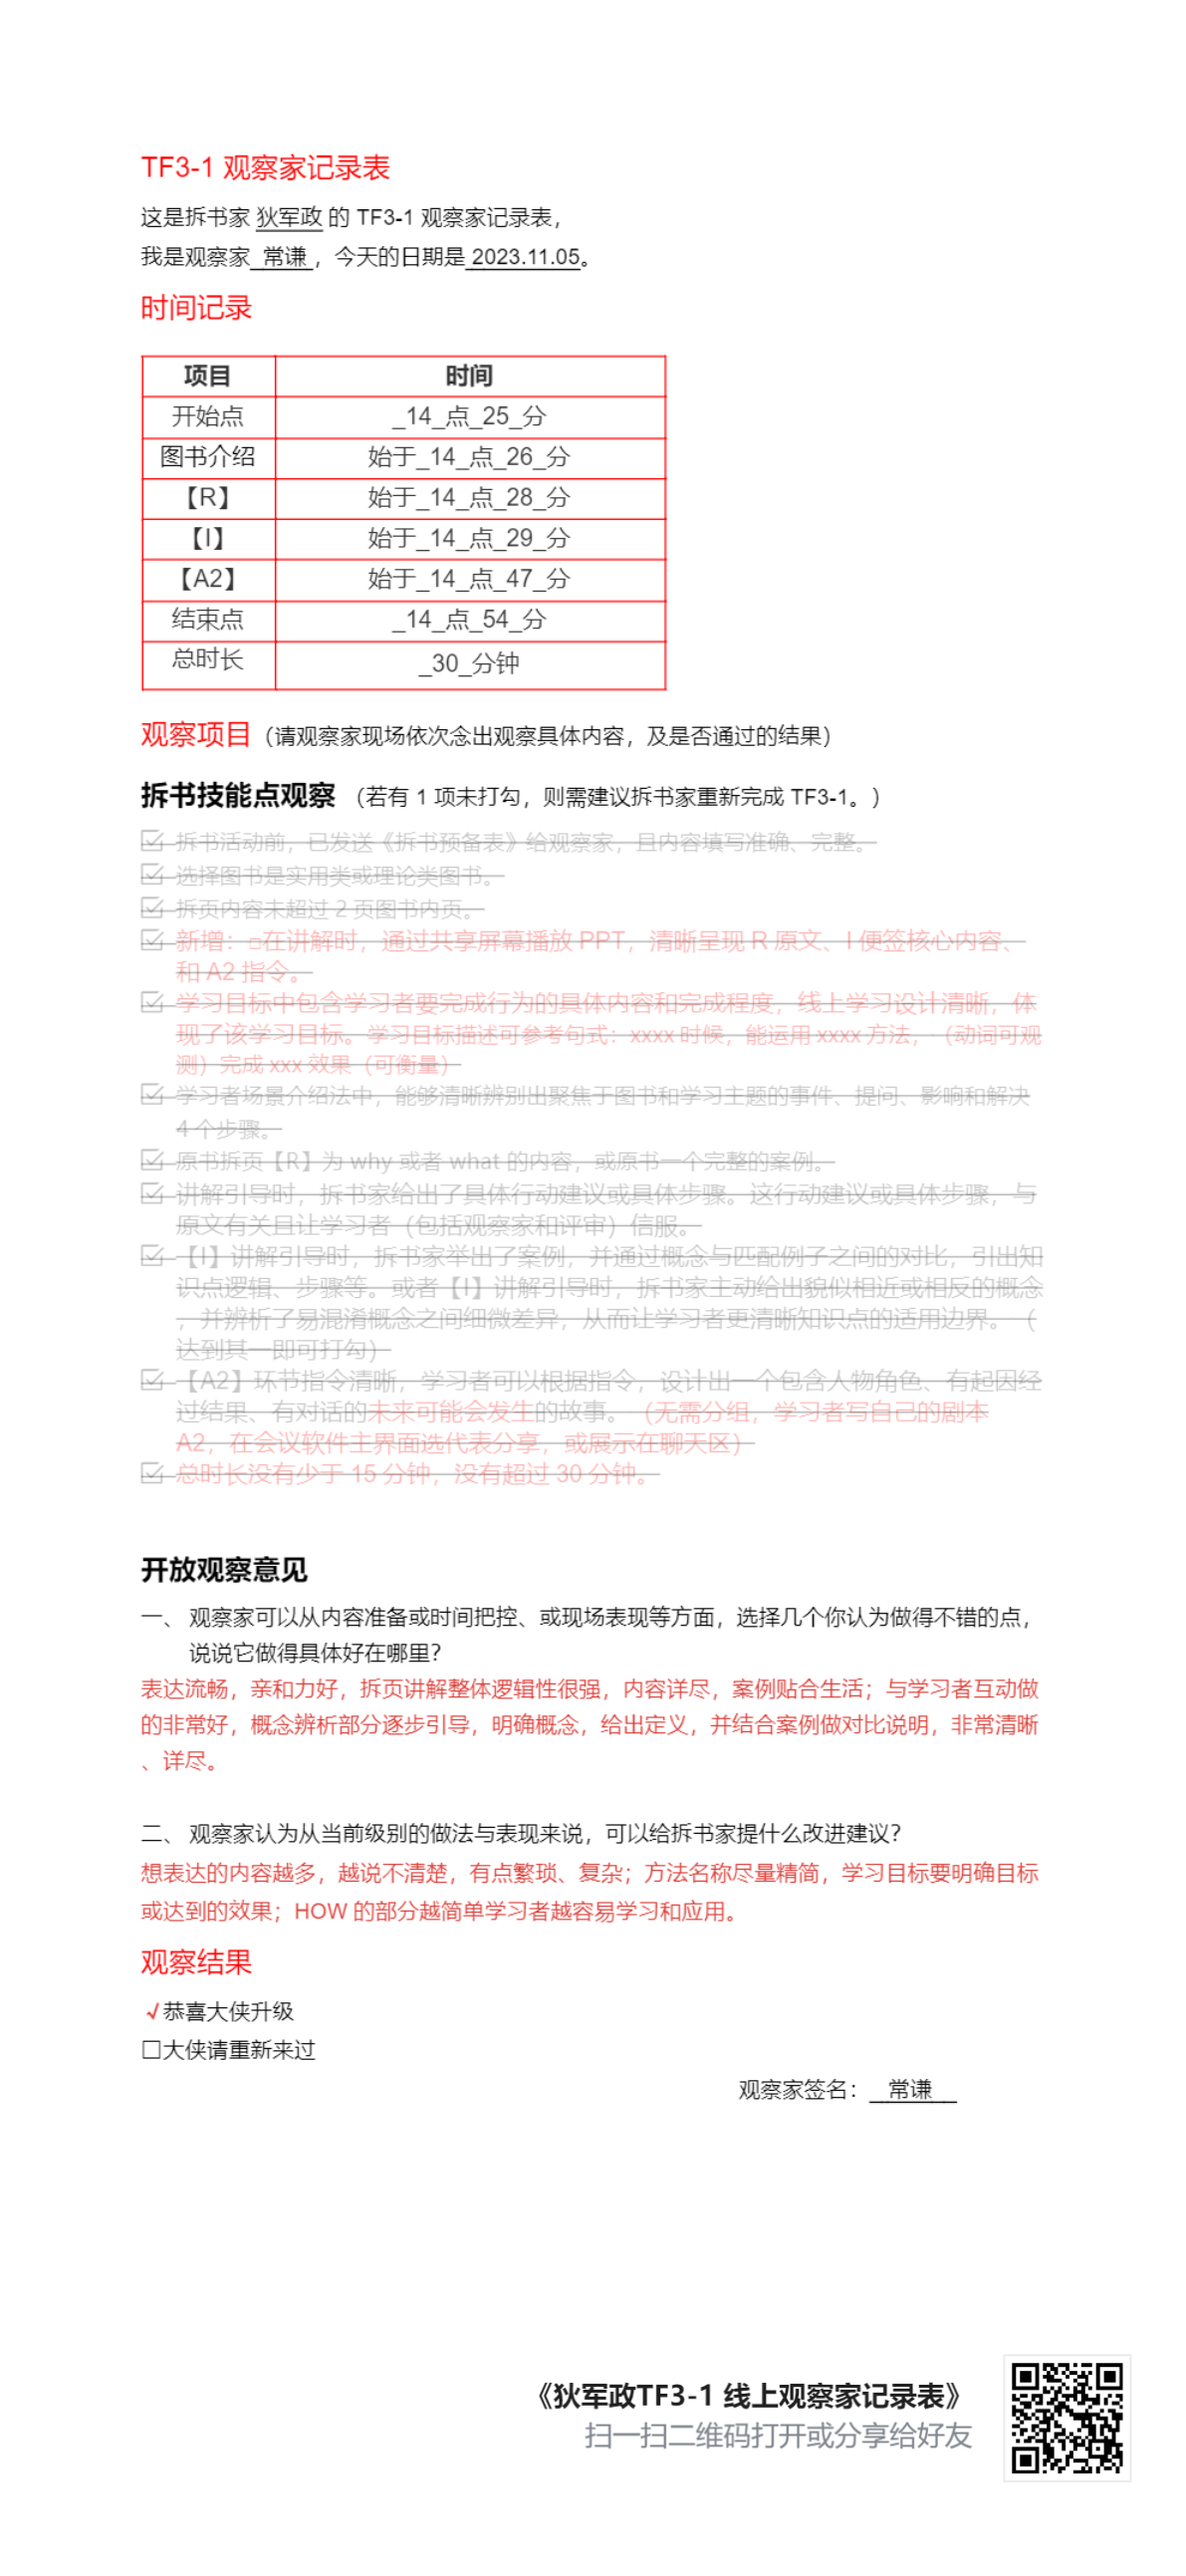 TF3-1 观察家记录表
这是拆书家 狄军政 的 TF3-1 观察家记录表，
我是观察家 常谦 ，今天的日期是 2023.11.05。
时间记录
项目 时间
开始点 _14_点_25_分
图书介绍 始于_14_点_26_分
【R】 始于_14_点_28_分
【I】 始于_14_点_29_分
【A2】 始于_14_点_47_分
结束点 _14_点_54_分
总时长 _30_分钟
观察项目（请观察家现场依次念出观察具体内容，及是否通过的结果）
拆书技能点观察 （若有 1 项未打勾，则需建议拆书家重新完成 TF3-1。）
拆书活动前，已发送《拆书预备表》给观察家，且内容填写准确、完整。
选择图书是实用类或理论类图书。
拆页内容未超过 2 页图书内页。
新增：□在讲解时，通过共享屏幕播放 PPT，清晰呈现 R 原文、I 便签核心内容、
和 A2 指令。
学习目标中包含学习者要完成行为的具体内容和完成程度，线上学习设计清晰，体
现了该学习目标。学习目标描述可参考句式：xxxx 时候，能运用 xxxx 方法，（动词可观
测）完成 xxx 效果（可衡量）
学习者场景介绍法中，能够清晰辨别出聚焦于图书和学习主题的事件、提问、影响和解决
4 个步骤。
原书拆页【R】为 why 或者 what 的内容，或原书一个完整的案例。
讲解引导时，拆书家给出了具体行动建议或具体步骤。这行动建议或具体步骤，与
原文有关且让学习者（包括观察家和评审）信服。
【I】讲解引导时，拆书家举出了案例，并通过概念与匹配例子之间的对比，引出知
识点逻辑、步骤等。或者【I】讲解引导时，拆书家主动给出貌似相近或相反的概念
，并辨析了易混淆概念之间细微差异，从而让学习者更清晰知识点的适用边界。（
达到其一即可打勾）
【A2】环节指令清晰，学习者可以根据指令，设计出一个包含人物角色、有起因经
过结果、有对话的未来可能会发生的故事。（无需分组，学习者写自己的剧本
A2，在会议软件主界面选代表分享，或展示在聊天区）
总时长没有少于 15 分钟，没有超过 30 分钟。
开放观察意见
一、 观察家可以从内容准备或时间把控、或现场表现等方面，选择几个你认为做得不错的点，
说说它做得具体好在哪里？
表达流畅，亲和力好，拆页讲解整体逻辑性很强，内容详尽，案例贴合生活；与学习者互动做
的非常好，概念辨析部分逐步引导，明确概念，给出定义，并结合案例做对比说明，非常清晰
、详尽。
二、 观察家认为从当前级别的做法与表现来说，可以给拆书家提什么改进建议？
想表达的内容越多，越说不清楚，有点繁琐、复杂；方法名称尽量精简，学习目标要明确目标
或达到的效果；HOW 的部分越简单学习者越容易学习和应用。
观察结果
√恭喜大侠升级
□大侠请重新来过
观察家签名： 常谦
《狄军政TF3-1 线上观察家记录表》
扫一扫二维码打开或分享给好友